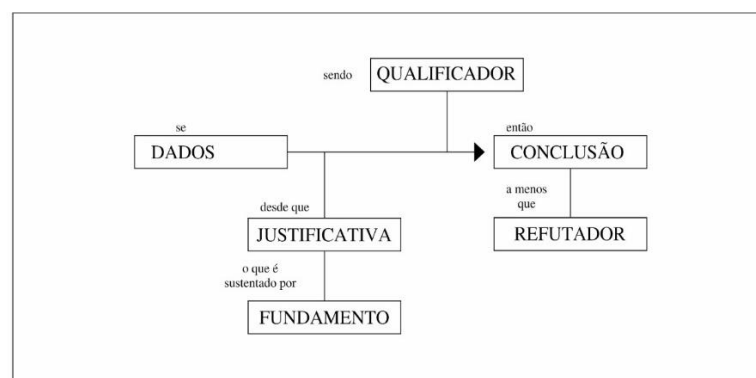 sendo
QUALIFICADOR
se
DADOS
então
CONCLUSÃO
desde que
JUSTIFICATIVA
a menos
que
REFUTADOR
o que é
sustentado por
FUNDAMENTO